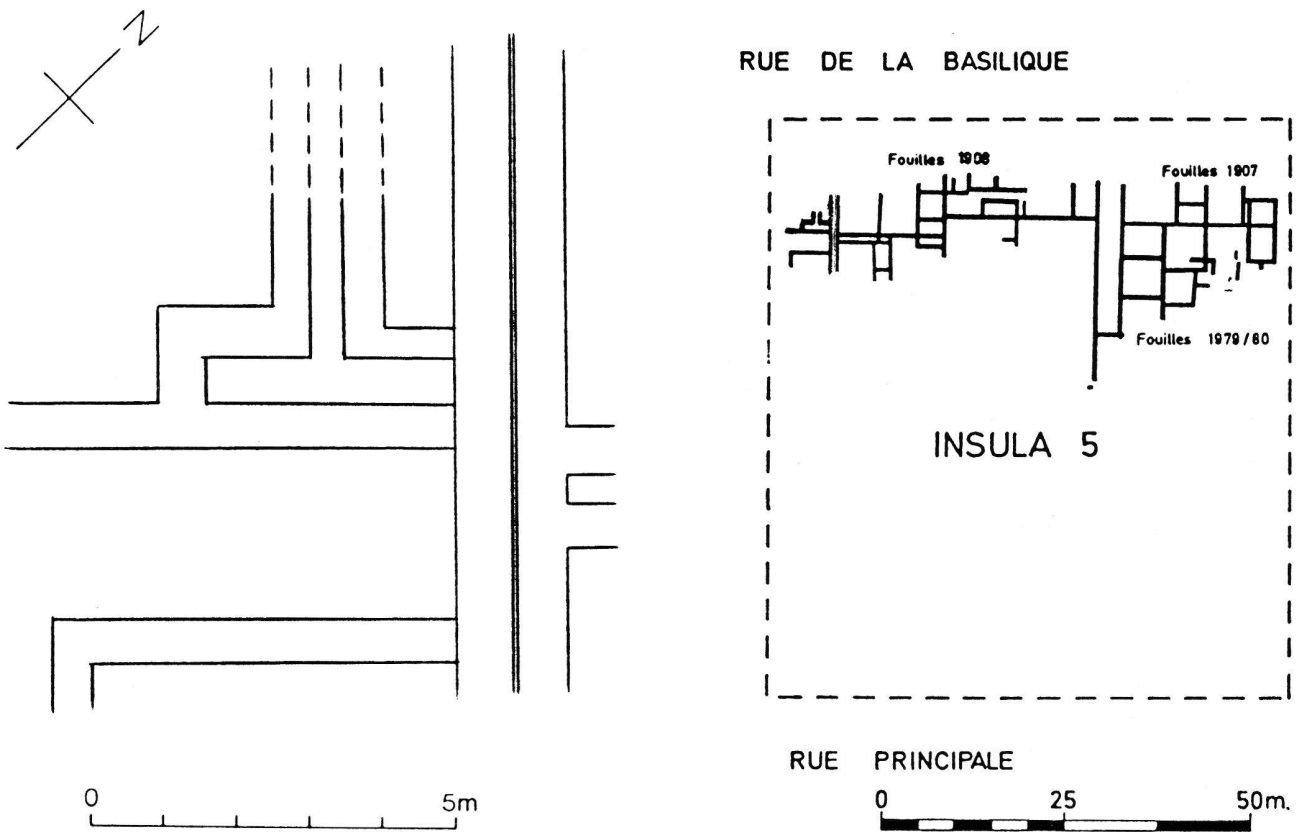 N
RUE DE LA BASILIQUE
Fouilles 1908
Fouilles 1907
Fouilles 1979/80
INSULA 5
RUE PRINCIPALE
0 5m
0 25 50m.